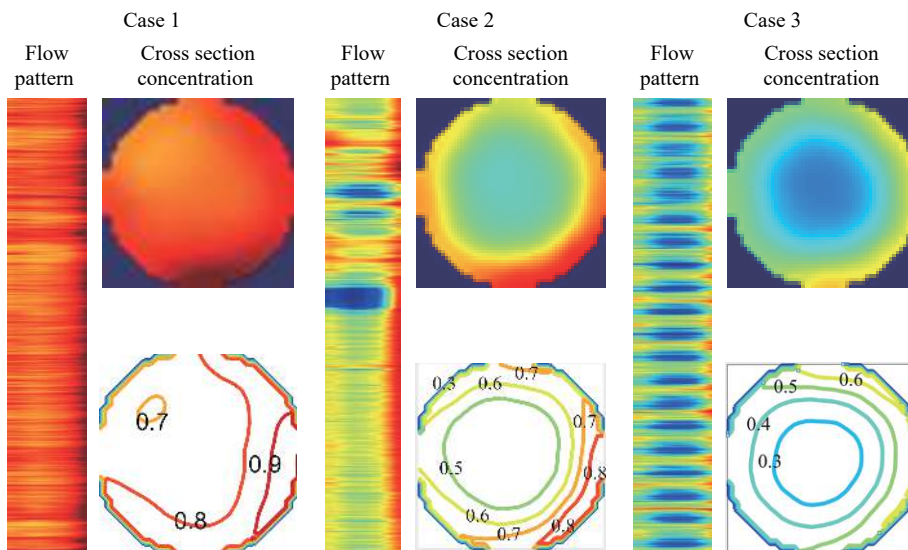 Case 1
Case 2
Case 3
Flow pattern
Cross section concentration
Flow pattern
Cross section concentration
Flow pattern
Cross section concentration
0.7
0.9
0.8
0.3
0.6
0.7
0.7
0.5
0.8
0.6
0.7
0.8
0.5
0.6
0.4
0.3